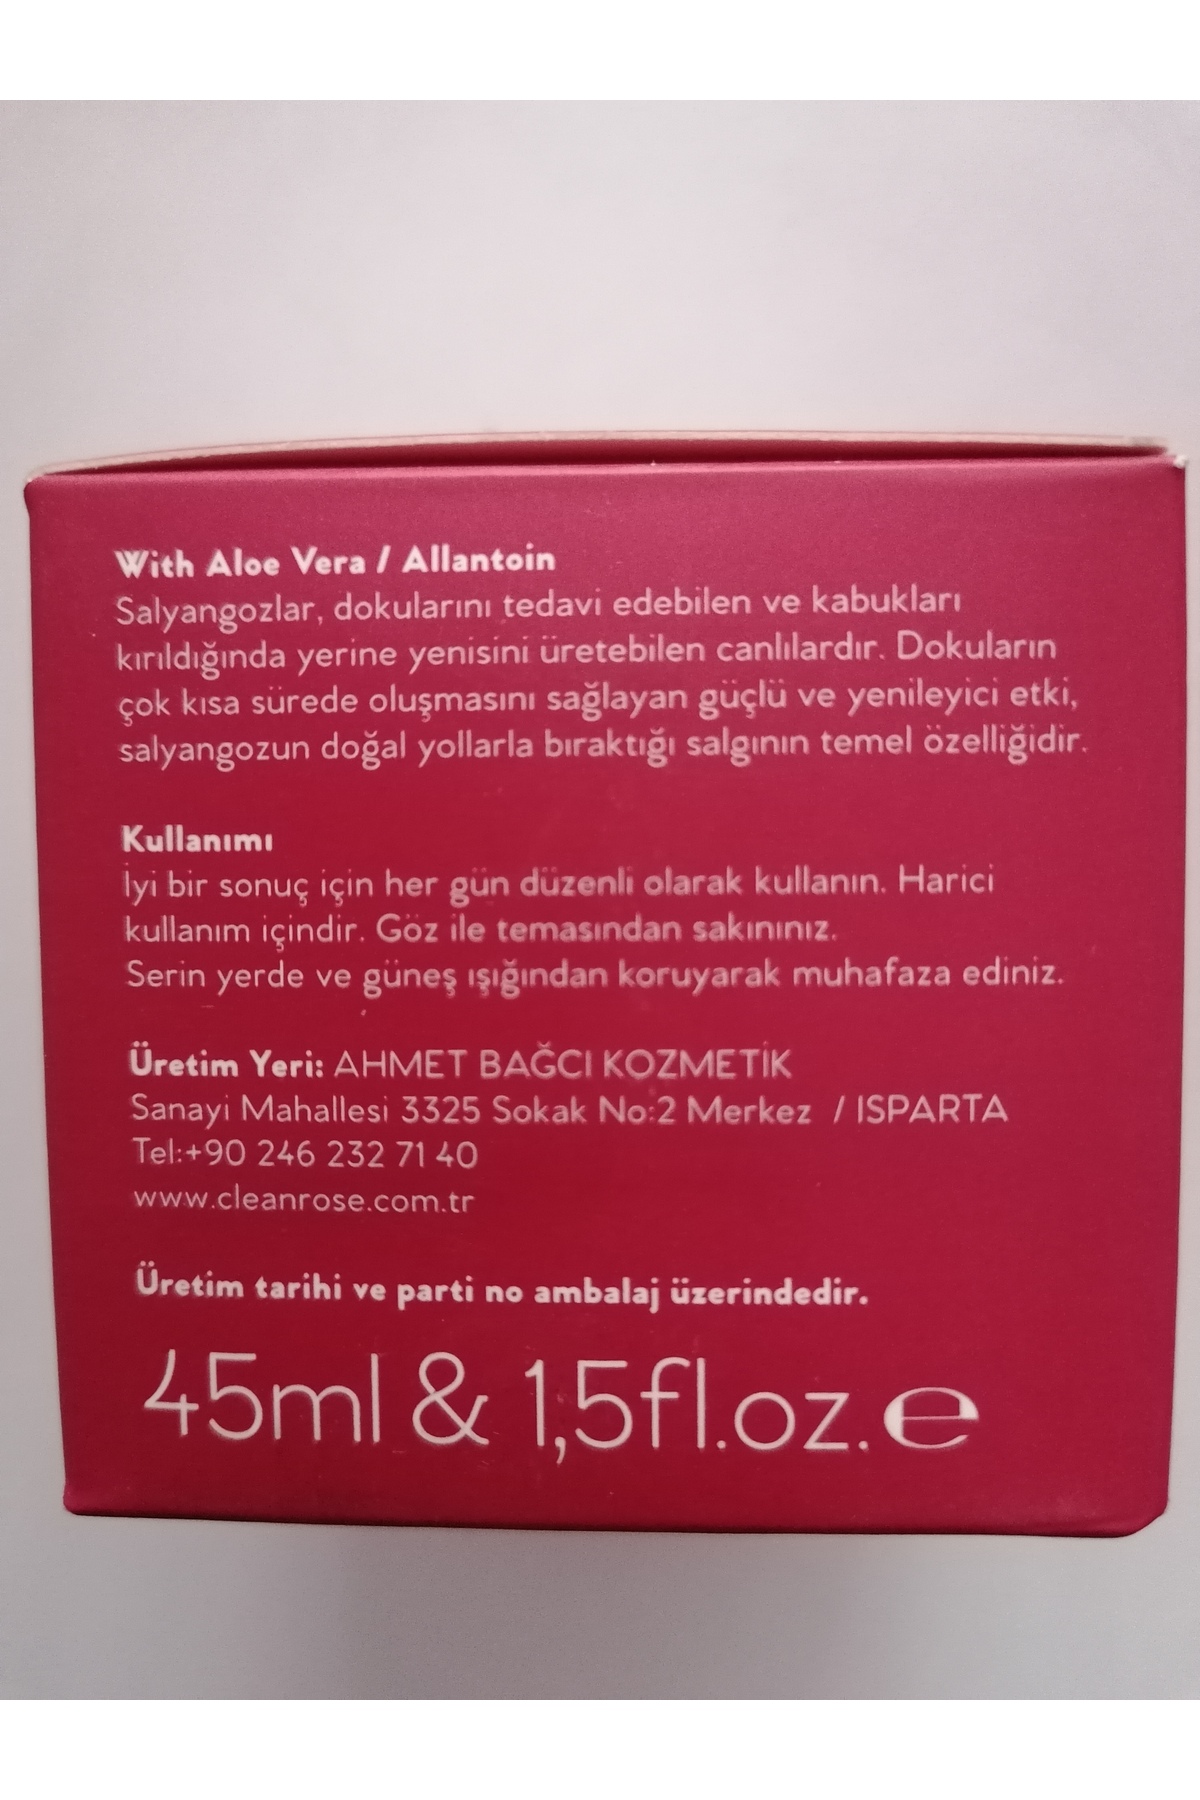 With Aloe Vera / Allantoin
Salyangozlar, dokularını tedavi edebilen ve kabukları
kırıldığında yerine yenisini üretebilen canlılardır. Dokuların
çok kısa sürede oluşmasını sağlayan güçlü ve yenileyici etki,
salyangozun doğal yollarla bıraktığı salgının temel özelliğidir.
Kullanımı
İyi bir sonuç için her gün düzenli olarak kullanın. Harici
kullanım içindir. Göz ile temasından sakınınız.
Serin yerde ve güneş ışığından koruyarak muhafaza ediniz.
Üretim Yeri: AHMET BAĞCI KOZMETİK
Sanayi Mahallesi 3325 Sokak No:2 Merkez / ISPARTA
Tel:+90 246 232 71 40
www.cleanrose.com.tr
Üretim tarihi ve parti no ambalaj üzerindedir.
45ml & 1,5fl.oz. ℮